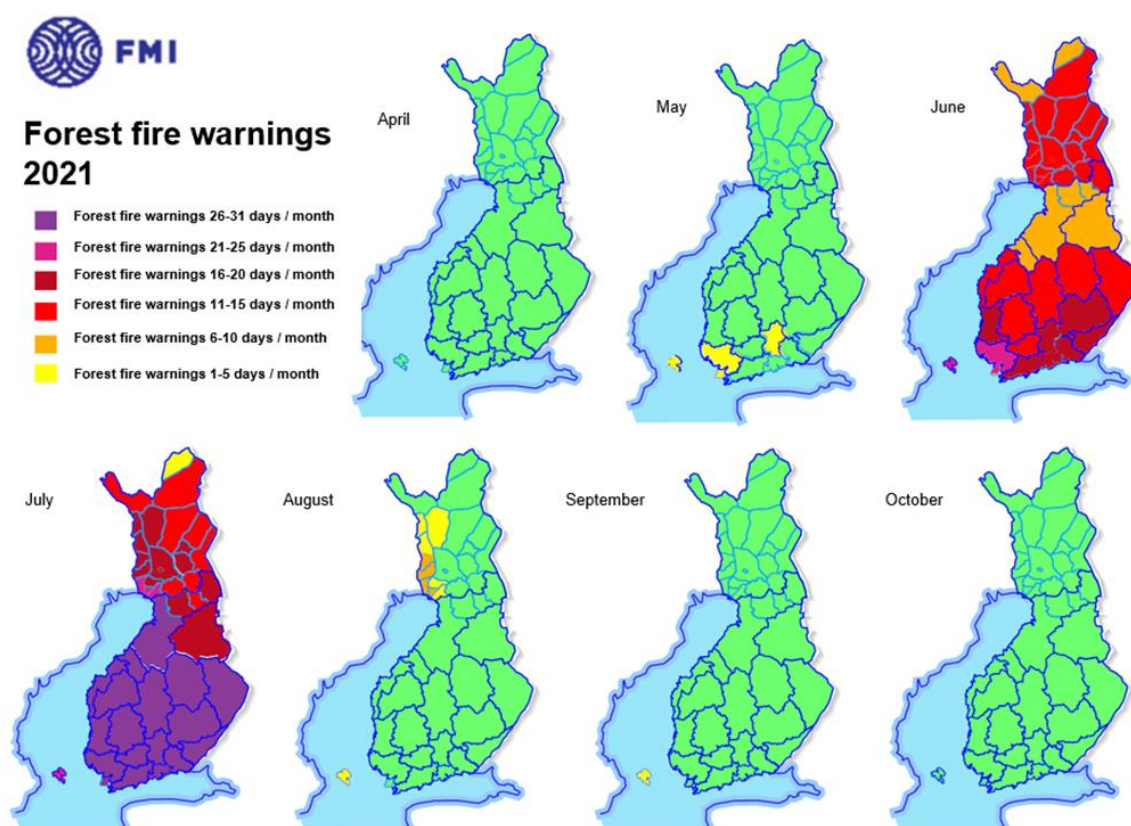 FMI
Forest fire warnings
2021
Forest fire warnings 26-31 days / month
Forest fire warnings 21-25 days / month
Forest fire warnings 16-20 days / month
Forest fire warnings 11-15 days / month
Forest fire warnings 6-10 days / month
Forest fire warnings 1-5 days / month
April
May
June
July
August
September
October